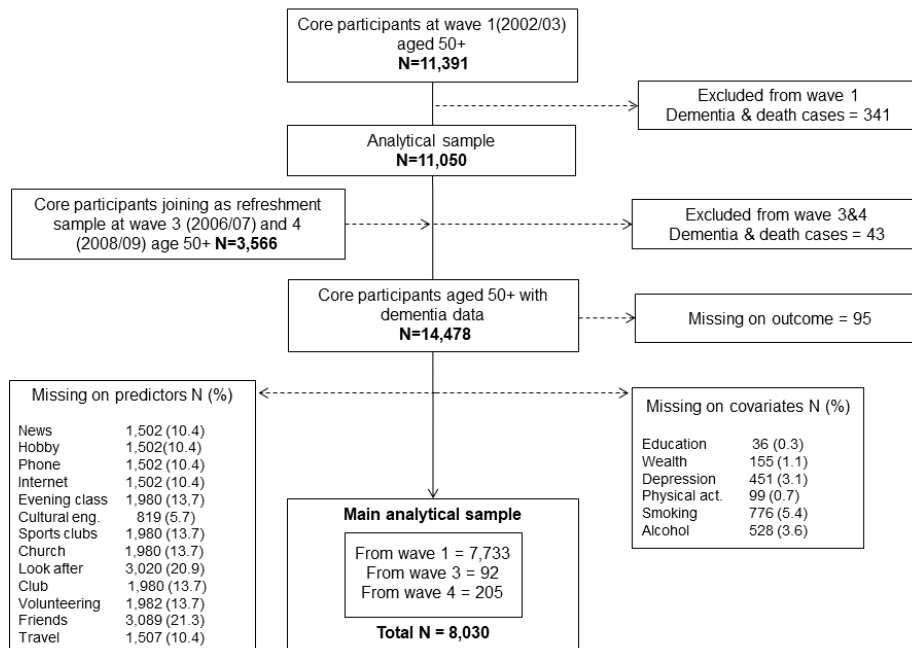 Core participants at wave 1(2002/03)
aged 50+
N=11,391
Excluded from wave 1
Dementia & death cases = 341
Analytical sample
N=11,050
Core participants joining as refreshment
sample at wave 3 (2006/07) and 4
(2008/09) age 50+ N=3,566
Excluded from wave 3&4
Dementia & death cases = 43
Core participants aged 50+ with
dementia data
N=14,478
Missing on outcome = 95
Missing on predictors N (%)
News 1,502 (10.4)
Hobby 1,502(10.4)
Phone 1,502 (10.4)
Internet 1,502 (10.4)
Evening class 1,980 (13,7)
Cultural eng. 819 (5.7)
Sports clubs 1,980 (13.7)
Church 1,980 (13.7)
Look after 3,020 (20.9)
Club 1,980 (13.7)
Volunteering 1,982 (13.7)
Friends 3,089 (21.3)
Travel 1,507 (10.4)
Missing on covariates N (%)
Education 36 (0.3)
Wealth 155 (1.1)
Depression 451 (3.1)
Physical act. 99 (0.7)
Smoking 776 (5.4)
Alcohol 528 (3.6)
Main analytical sample
From wave 1 = 7,733
From wave 3 = 92
From wave 4 = 205
Total N = 8,030